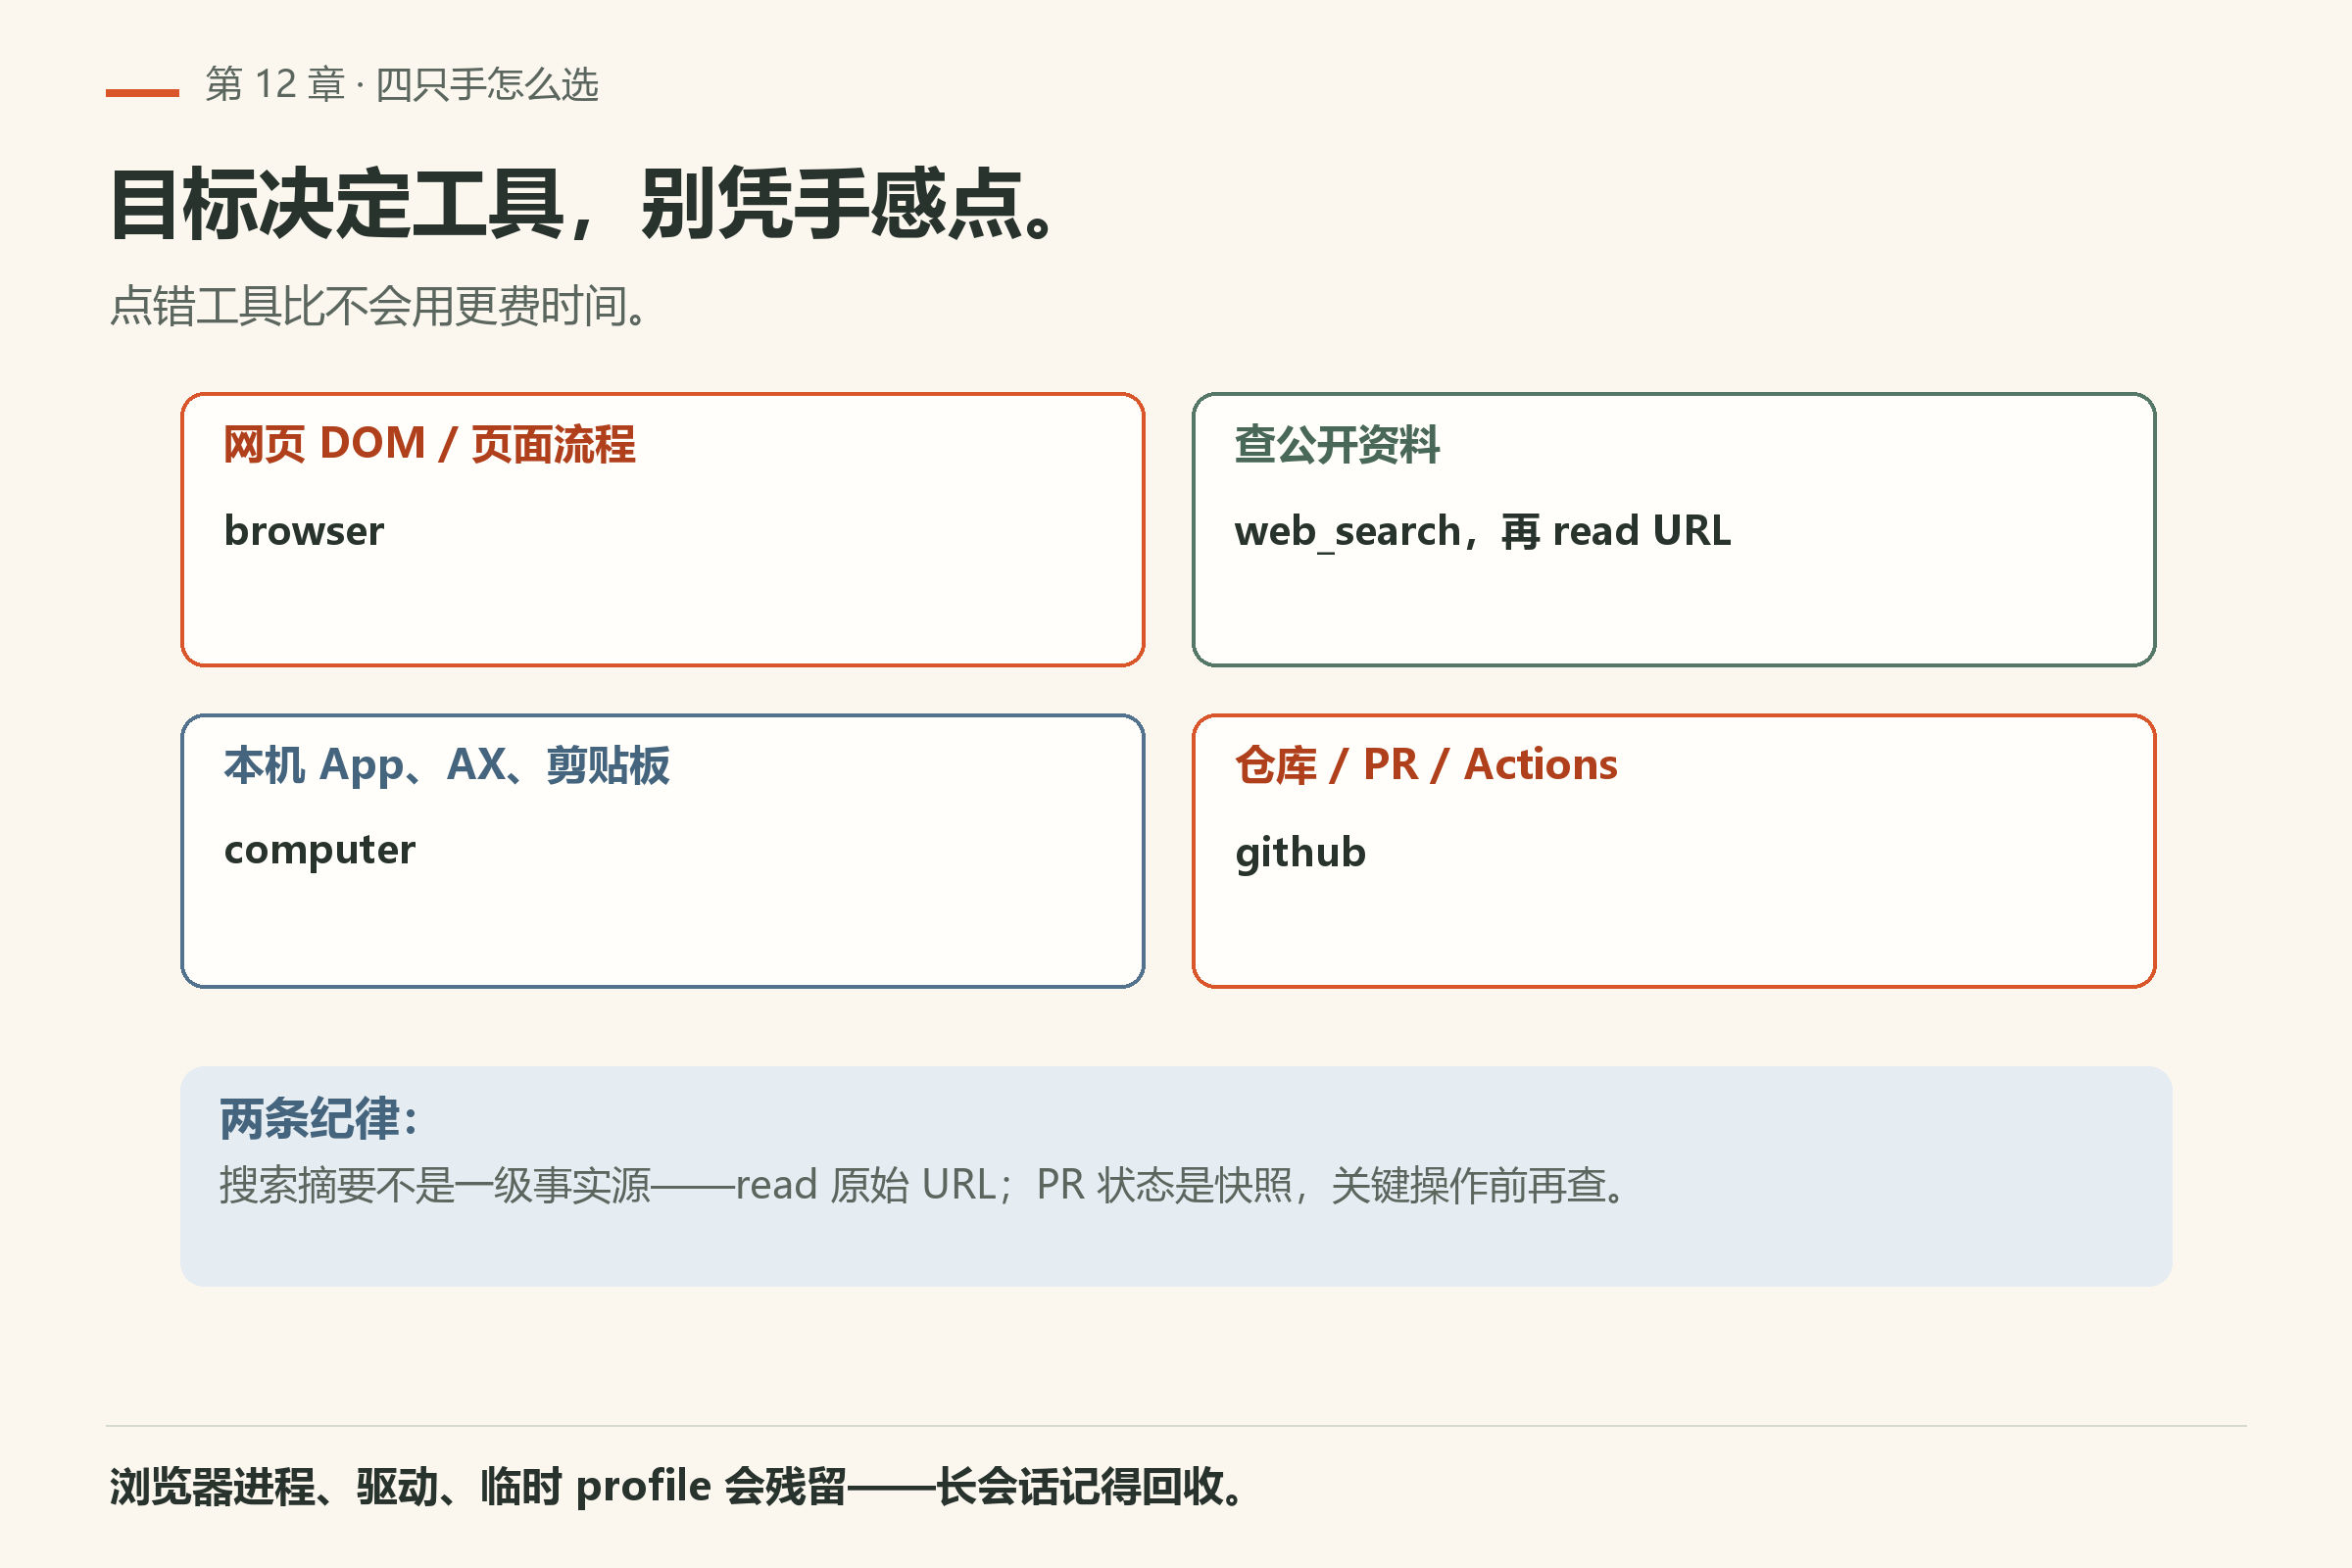 第 12 章 · 四只手怎么选
目标决定工具，别凭手感点。
点错工具比不会用更费时间。
网页 DOM / 页面流程
browser
查公开资料
web_search，再 read URL
本机 App、AX、剪贴板
computer
仓库 / PR / Actions
github
两条纪律：
搜索摘要不是一级事实源——read 原始 URL；PR 状态是快照，关键操作前再查。
浏览器进程、驱动、临时 profile 会残留——长会话记得回收。